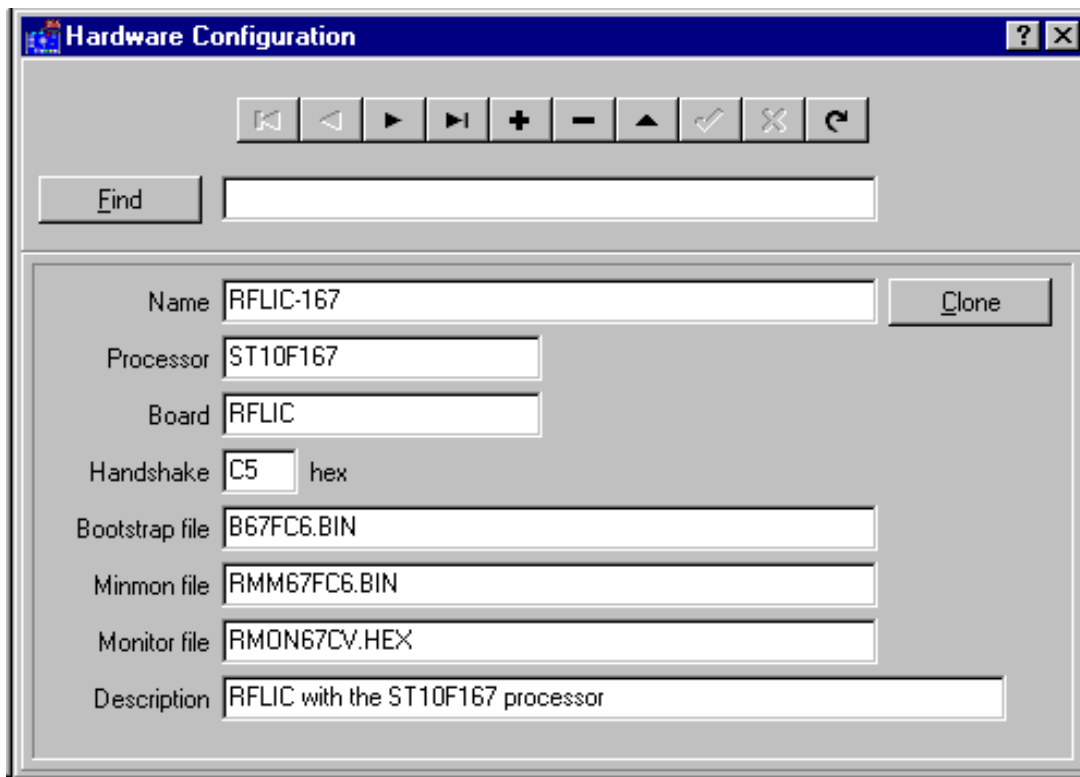 Hardware Configuration
Find
Name RFLIC-167 Clone
Processor ST10F167
Board RFLIC
Handshake C5 hex
Bootstrap file B67FC6.BIN
Minmon file RMM67FC6.BIN
Monitor file RMON67CV.HEX
Description RFLIC with the ST10F167 processor